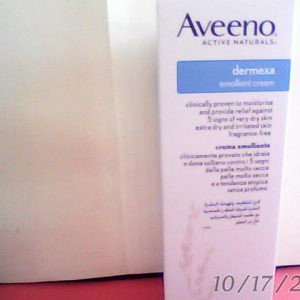 Aveeno
ACTIVE NATURALS
dermexa
emollient cream
clinically proven to moisturise
and provide relief against
5 signs of very dry skin
extra dry and irritated skin
fragrance-free
crema emolliente
clinicamente provato che idrata
e dona sollievo contro i 5 segni
della pelle molto secca
pelle molto secca
e a tendenza atopica
senza profumo
10/17/2